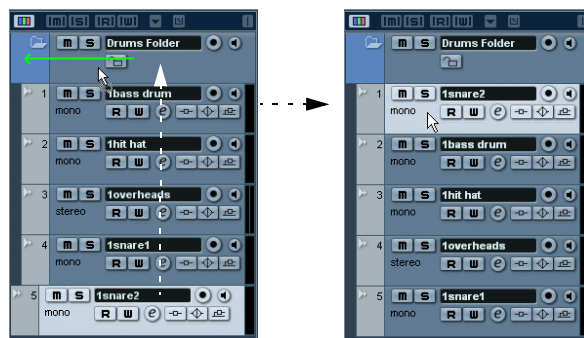 M S R W
m S Drums Folder
1 m S 1bass drum
mono R W e
2 m S 1hit hat
mono R W e
3 m S 1overheads
stereo R W e
4 m S 1snare1
mono R W e
5 m S 1snare2
mono R W e
M S R W
m S Drums Folder
1 m S 1snare2
mono R W e
2 m S 1bass drum
mono R W e
3 m S 1hit hat
mono R W e
4 m S 1overheads
stereo R W e
5 m S 1snare1
mono R W e